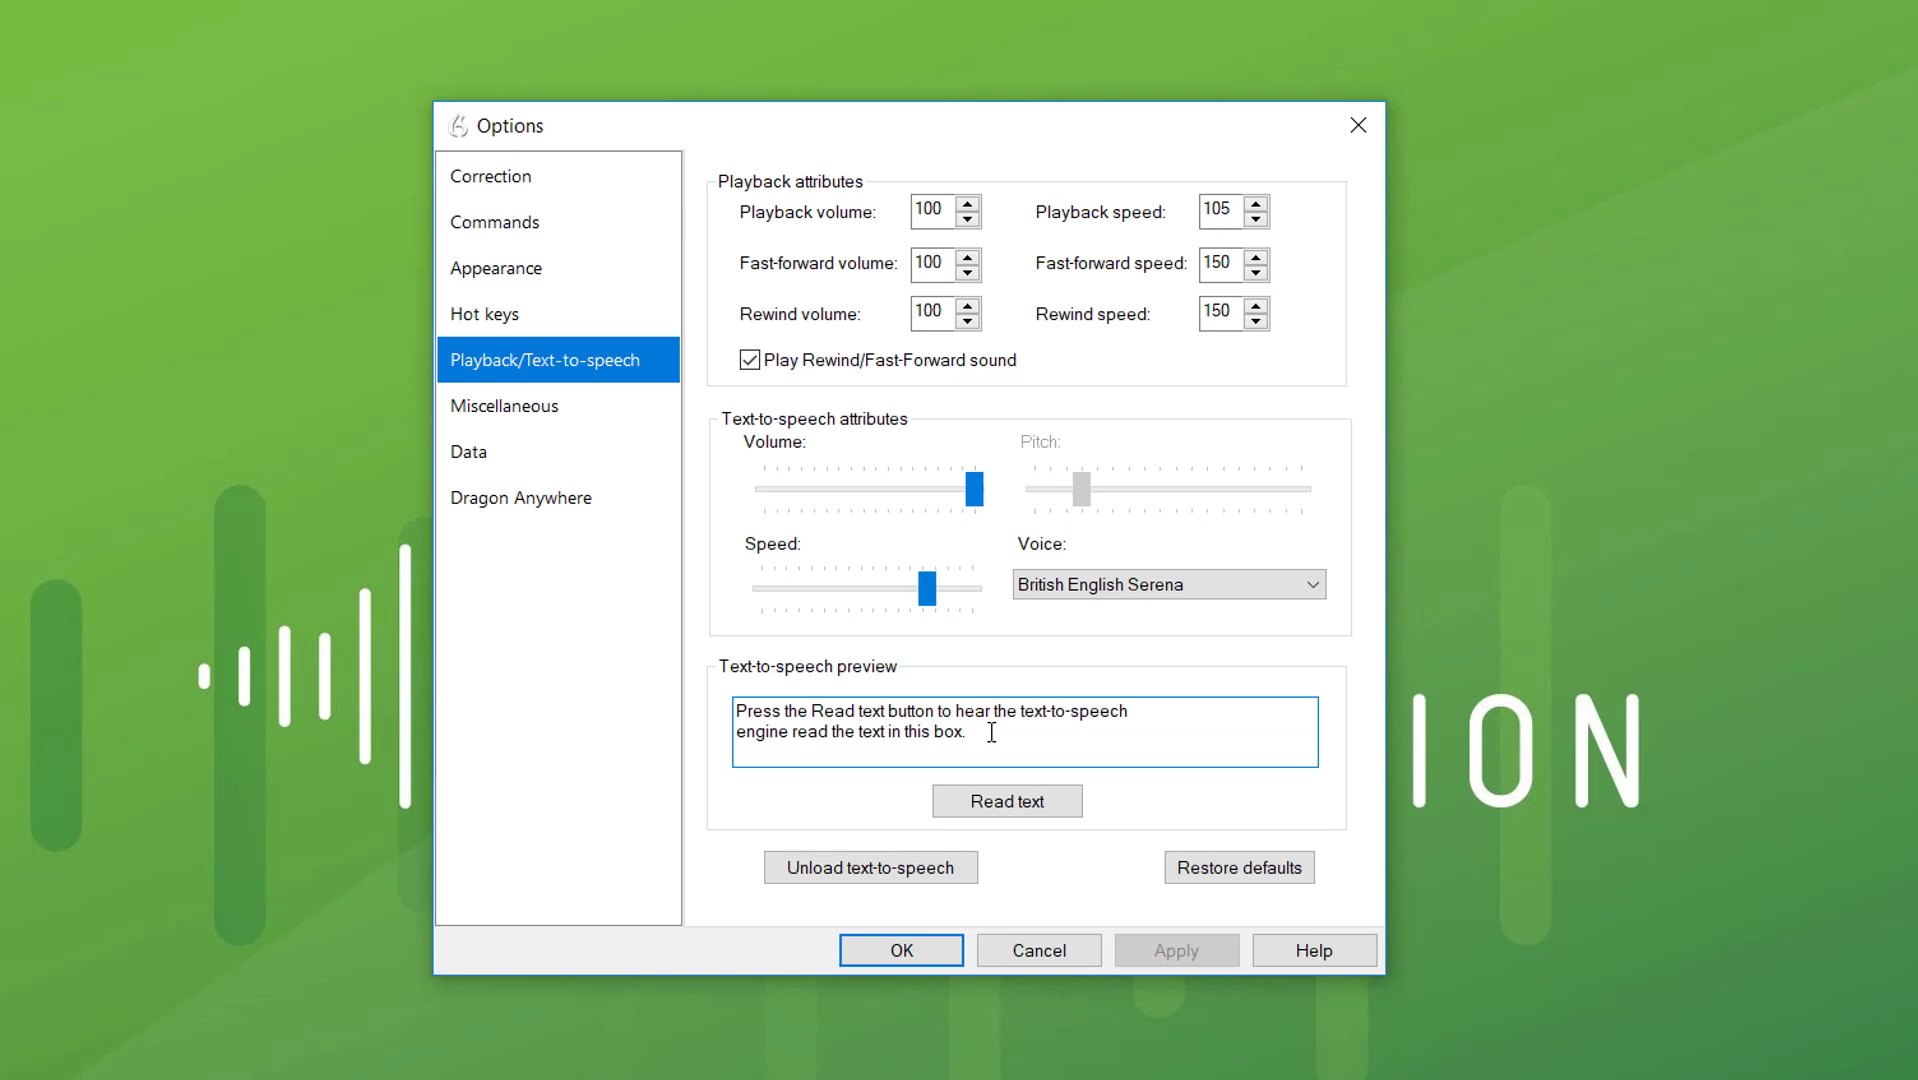 Options
Correction
Commands
Appearance
Hot keys
Playback/Text-to-speech
Miscellaneous
Data
Dragon Anywhere
Playback attributes
Playback volume: 100 Playback speed: 105
Fast-forward volume: 100 Fast-forward speed: 150
Rewind volume: 100 Rewind speed: 150
Play Rewind/Fast-Forward sound
Text-to-speech attributes
Volume: Pitch:
Speed: Voice:
British English Serena
Text-to-speech preview
Press the Read text button to hear the text-to-speech
engine read the text in this box.
Read text
Unload text-to-speech Restore defaults
OK Cancel Apply Help
ION